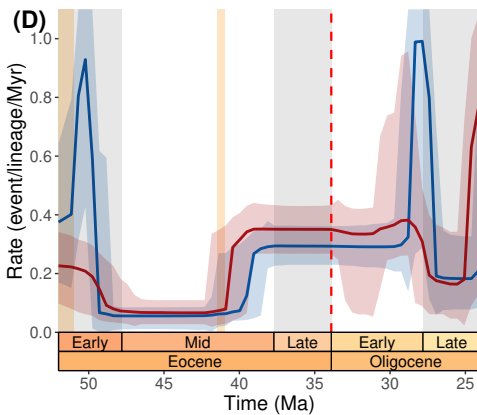 (D)
Rate (event/lineage/Myr)
1.0
0.8
0.6
0.4
0.2
0.0
Early Mid Late Early Late
Eocene Oligocene
50 45 40 35 30 25
Time (Ma)